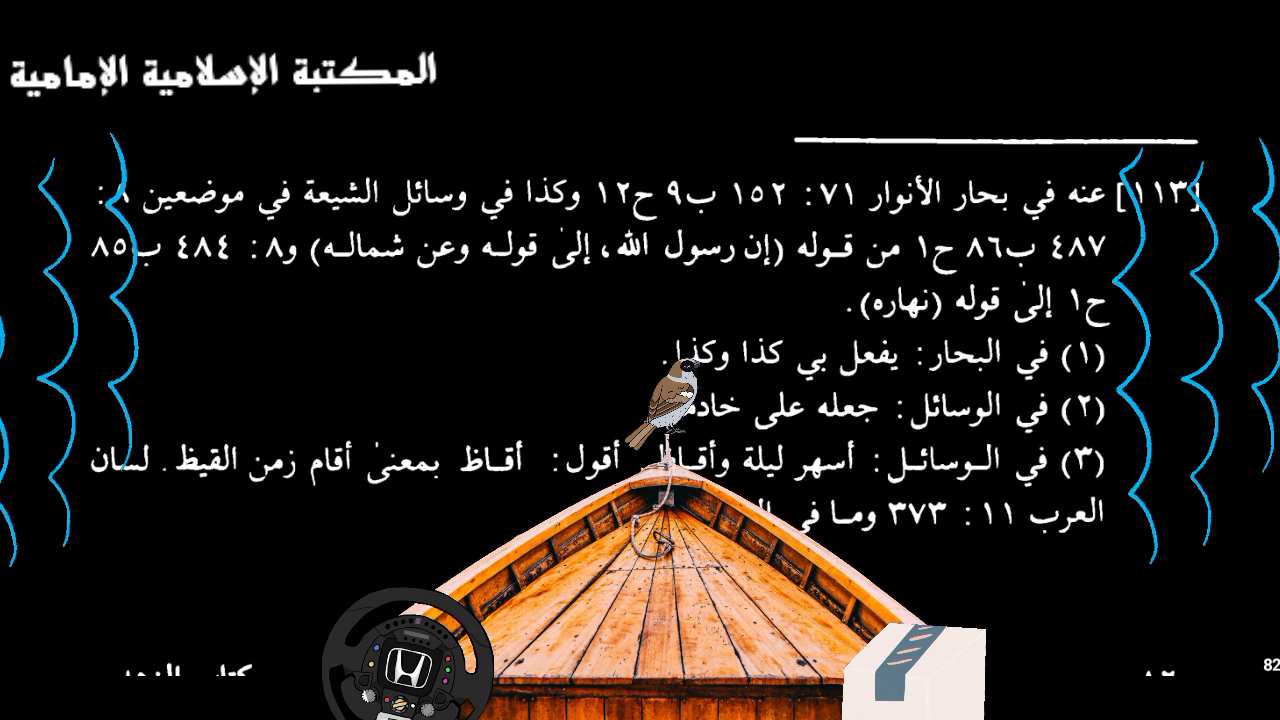 المكتبة الإسلامية الإمامية
[١١٣] عنه في بحار الأنوار ٧١ : ١٥٢ ب٩ ح١٢ وكذا في وسائل الشيعة في موضعين ٨ :
٤٨٧ ب٨٦ ح١ من قوله (إن رسول الله، إلىٰ قوله وعن شماله) و٨ : ٤٨٤ ب٨٥
ح١ إلىٰ قوله (نهاره) .
(١) في البحار : يفعل بي كذا وكذا .
(٢) في الوسائل : جعله على
(٣) في الوسائل : أسهر ليلة أقول : أقاظ بمعنىٰ أقام زمن القيظ . لسان
العرب ١١ : ٣٧٣ وما في
82